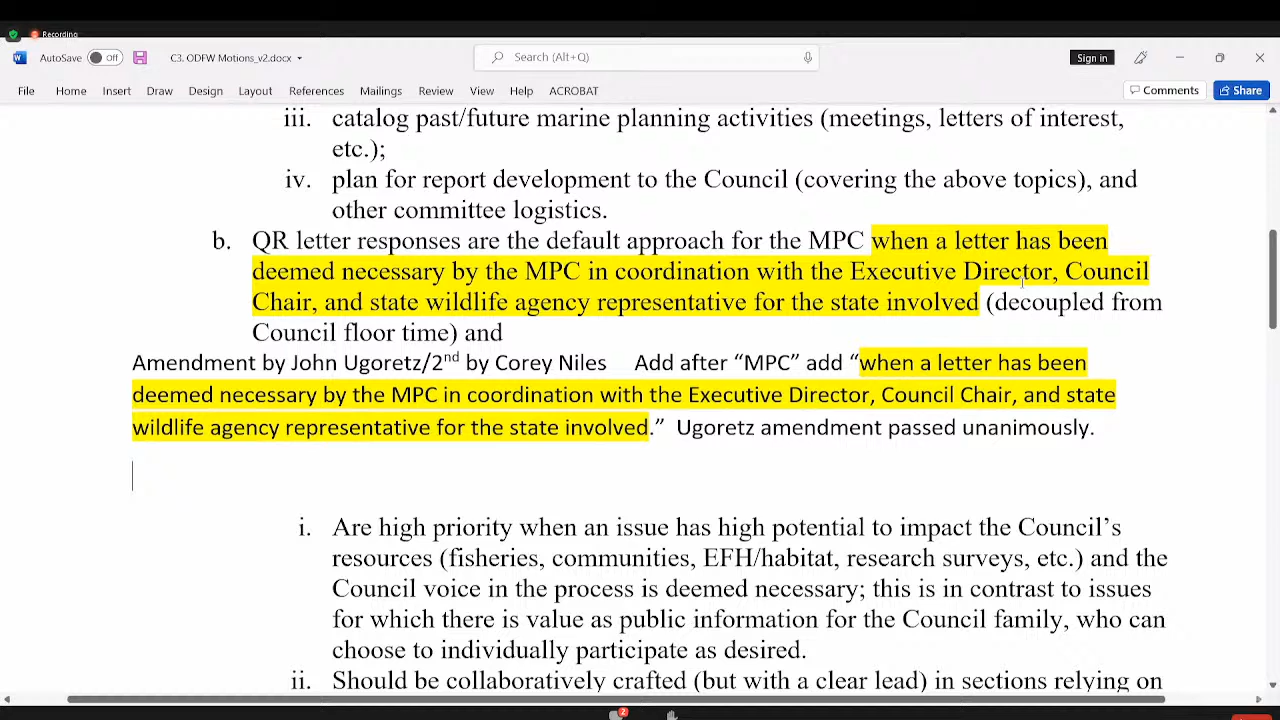 Recording
AutoSave Off C3. ODFW Motions_v2.docx Search (Alt+Q) Sign in
File Home Insert Draw Design Layout References Mailings Review View Help ACROBAT Comments Share
iii. catalog past/future marine planning activities (meetings, letters of interest,
etc.);
iv. plan for report development to the Council (covering the above topics), and
other committee logistics.
b. QR letter responses are the default approach for the MPC when a letter has been
deemed necessary by the MPC in coordination with the Executive Director, Council
Chair, and state wildlife agency representative for the state involved (decoupled from
Council floor time) and
Amendment by John Ugoretz/2nd by Corey Niles Add after “MPC” add “when a letter has been
deemed necessary by the MPC in coordination with the Executive Director, Council Chair, and state
wildlife agency representative for the state involved.” Ugoretz amendment passed unanimously.
i. Are high priority when an issue has high potential to impact the Council’s
resources (fisheries, communities, EFH/habitat, research surveys, etc.) and the
Council voice in the process is deemed necessary; this is in contrast to issues
for which there is value as public information for the Council family, who can
choose to individually participate as desired.
ii. Should be collaboratively crafted (but with a clear lead) in sections relying on
2